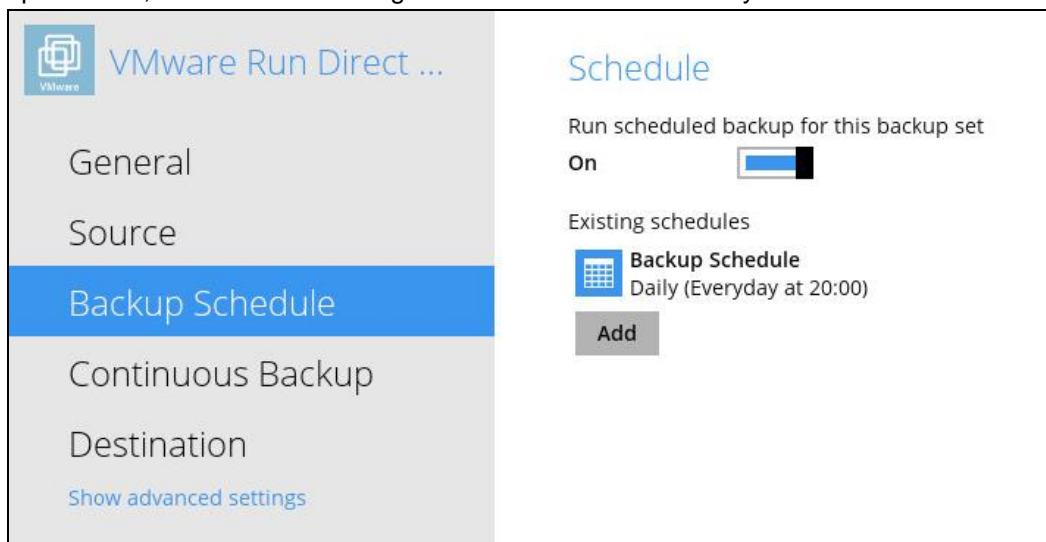 VMware Run Direct ...
VMware
General
Source
Backup Schedule
Continuous Backup
Destination
Show advanced settings
Schedule
Run scheduled backup for this backup set
On
Existing schedules
Backup Schedule
Daily (Everyday at 20:00)
Add